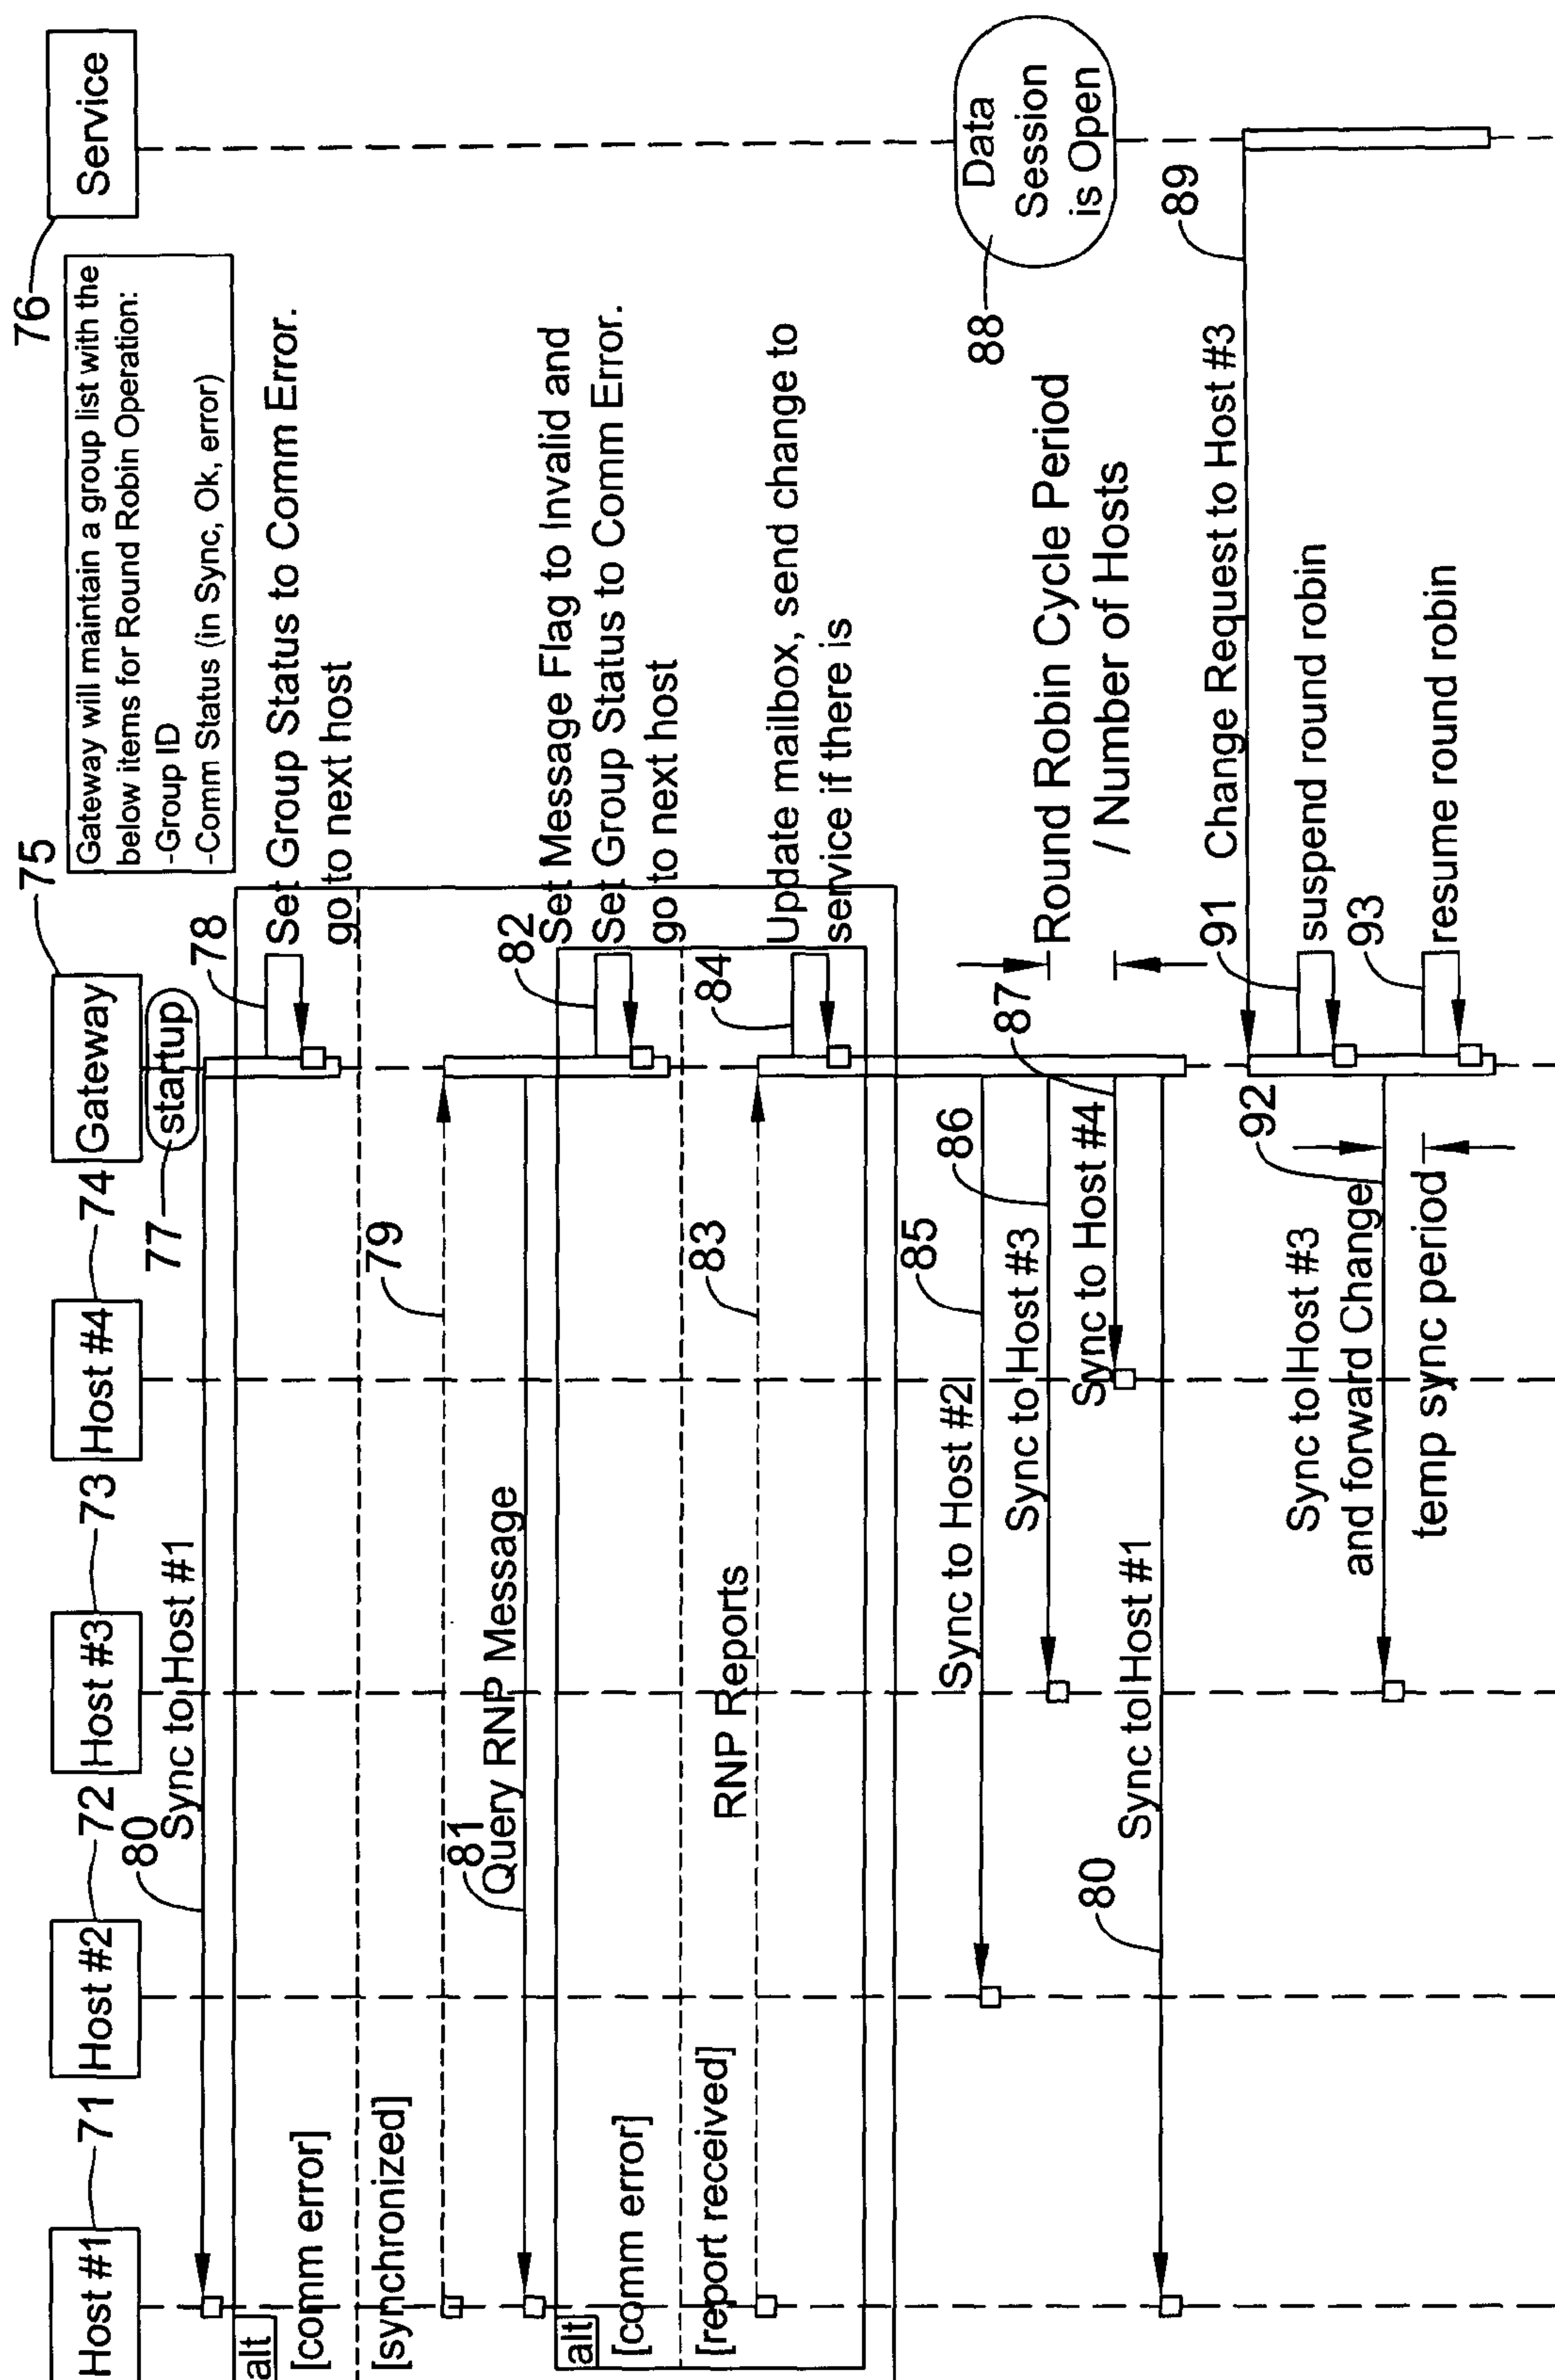 Host #1
71
Host #2
72
Host #3
73
Host #4
74
Gateway
75
Service
76
startup
77
Gateway will maintain a group list with the
below items for Round Robin Operation:
-Group ID
-Comm Status (in Sync, Ok, error)
80
Sync to Host #1
alt
[comm error]
78
Set Group Status to Comm Error.
go to next host
[synchronized]
79
81
Query RNP Message
alt
[comm error]
82
Set Message Flag to Invalid and
Set Group Status to Comm Error.
go to next host
[report received]
RNP Reports
83
84
Update mailbox, send change to
service if there is
85
Sync to Host #2
86
Sync to Host #3
87
Sync to Host #4
Round Robin Cycle Period
/ Number of Hosts
88
Data
Session
is Open
80
Sync to Host #1
89
Change Request to Host #3
91
suspend round robin
92
Sync to Host #3
and forward Change
temp sync period
93
resume round robin